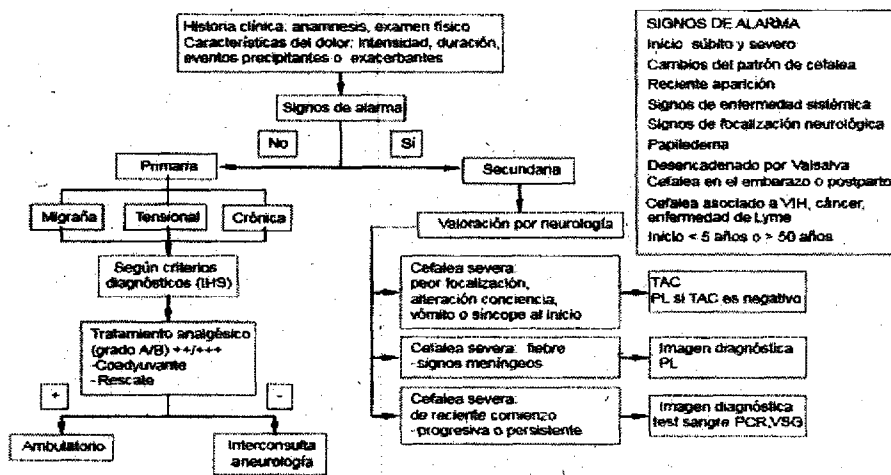 Historia clínica: anamnesis, examen físico
Características del dolor: Intensidad, duración,
eventos precipitantes o exacerbantes
Signos de alarma
No
Sí
Primaria
Secundaria
Migraña
Tensional
Crónica
Valoración por neurología
Según criterios
diagnósticos (IHS)
Tratamiento analgésico
(grado A/B) ++/+++
-Coadyuvante
-Rescate
+
-
Ambulatorio
Interconsulta
aneurología
Cefalea severa:
peor focalización,
alteración conciencia,
vómito o síncope al inicio
TAC
PL si TAC es negativo
Cefalea severa: fiebre
-signos meníngeos
Imagen diagnóstica
PL
Cefalea severa:
de reciente comienzo
-progresiva o persistente
Imagen diagnóstica
test sangre PCR,VSG
SIGNOS DE ALARMA
Inicio súbito y severo
Cambios del patrón de cefalea
Reciente aparición
Signos de enfermedad sistémica
Signos de focalización neurológica
Papiledema
Desencadenado por Valsalva
Cefalea en el embarazo o postparto
Cefalea asociado a VIH, cáncer,
enfermedad de Lyme
Inicio < 5 años o > 50 años